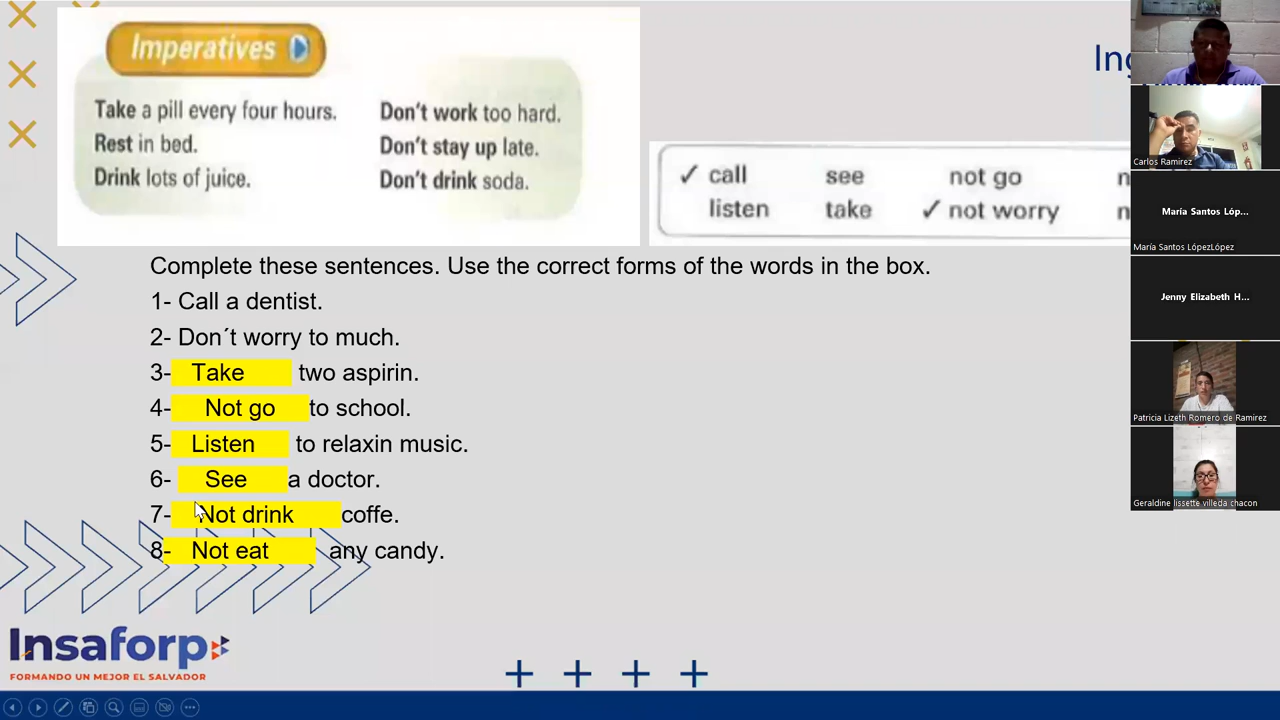 Imperatives
Take a pill every four hours.
Rest in bed.
Drink lots of juice.
Don't work too hard.
Don't stay up late.
Don't drink soda.
✓ call see not go
listen take ✓ not worry
Complete these sentences. Use the correct forms of the words in the box.
1- Call a dentist.
2- Don´t worry to much.
3- Take two aspirin.
4- Not go to school.
5- Listen to relaxin music.
6- See a doctor.
7- Not drink coffe.
8- Not eat any candy.
Insaforp
FORMANDO UN MEJOR EL SALVADOR
Carlos Ramirez
María Santos Lóp...
María Santos LópezLópez
Jenny Elizabeth H...
Patricia Lizeth Romero de Ramirez
Geraldine lissette villeda chacon